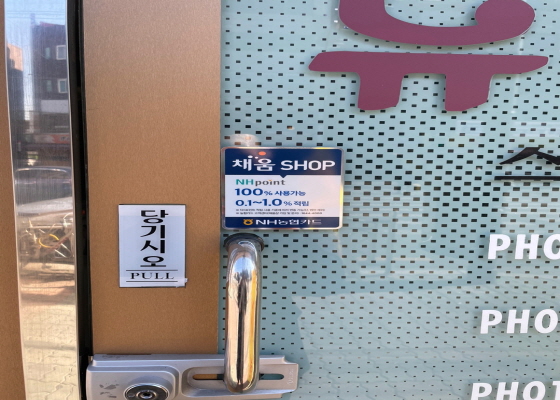 유
채움 SHOP
NHpoint
100% 사용가능
0.1~1.0% 적립
NH농협카드
당기시오
PULL
PHO
PHO
PHOT